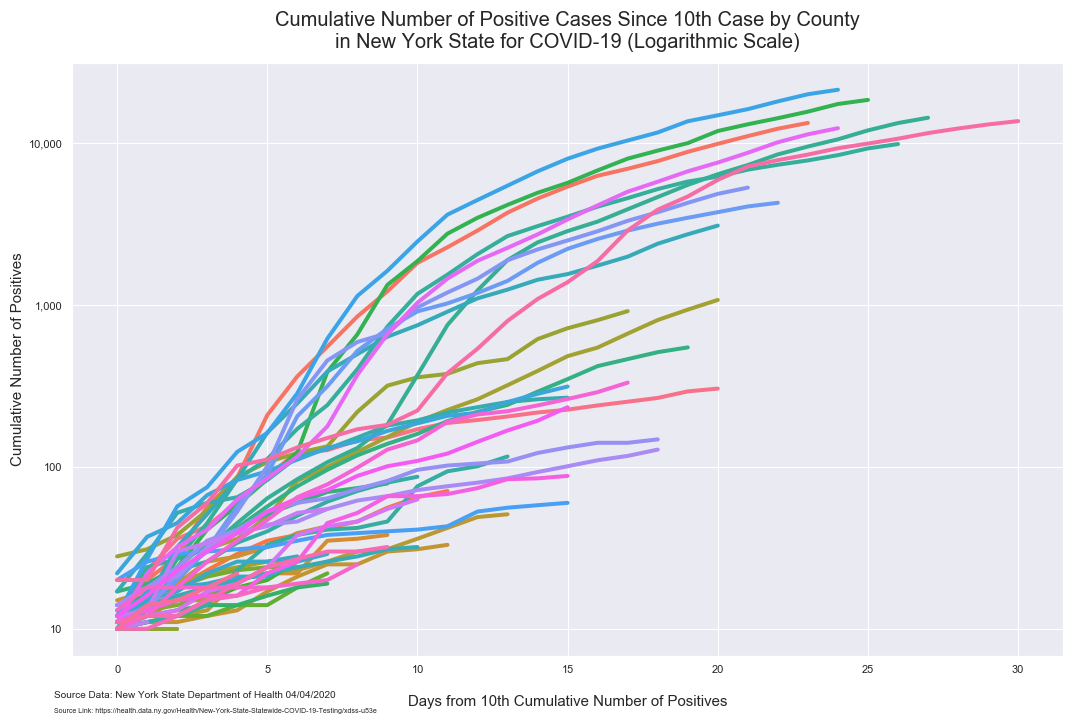 Cumulative Number of Positive Cases Since 10th Case by County
in New York State for COVID-19 (Logarithmic Scale)
Cumulative Number of Positives
10,000
1,000
100
10
0 5 10 15 20 25 30
Days from 10th Cumulative Number of Positives
Source Data: New York State Department of Health 04/04/2020
Source Link: https://health.data.ny.gov/Health/New-York-State-Statewide-COVID-19-Testing/xdss-u53e